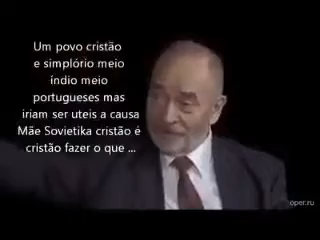 Um povo cristão
e simplório meio
índio meio
portugueses mas
iriam ser uteis a causa
Mãe Sovietika cristão é
cristão fazer o que ...
oper.ru